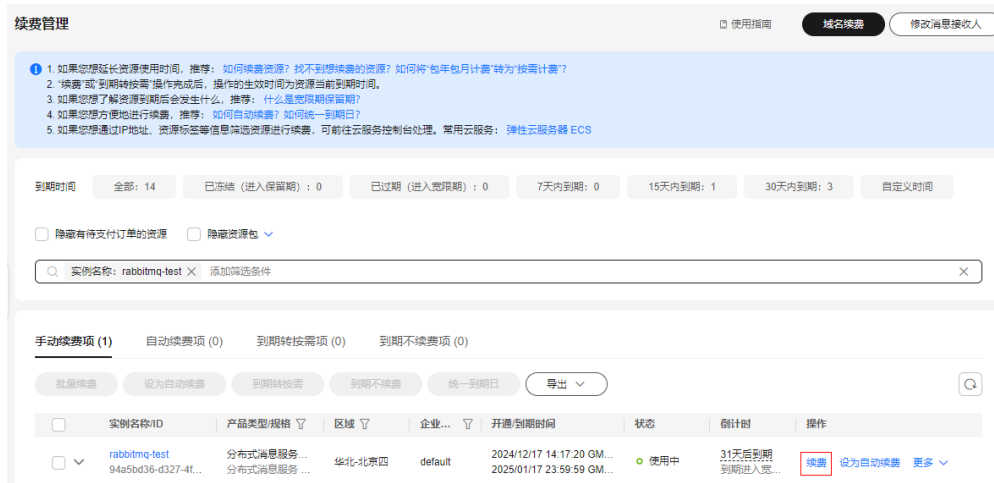 续费管理
使用指南 域名续费 修改消息接收人
1. 如果您想延长资源使用时间，推荐： 如何续费资源？ 找不到想续费的资源？ 如何将“包年包月计费”转为“按需计费”？
2. “续费”或“到期转按需”操作完成后，操作的生效时间为资源当前到期时间。
3. 如果您想了解资源到期后会发生什么，推荐： 什么是宽限期保留期？
4. 如果您想方便地进行续费，推荐： 如何自动续费？ 如何统一到期日？
5. 如果您想通过IP地址、资源标签等信息筛选资源进行续费，可前往云服务控制台处理。常用云服务： 弹性云服务器 ECS
到期时间 全部：14 已冻结（进入保留期）：0 已过期（进入宽限期）：0 7天内到期：0 15天内到期：1 30天内到期：3 自定义时间
隐藏有待支付订单的资源 隐藏资源包
实例名称：rabbitmq-test 添加筛选条件
手动续费项 (1) 自动续费项 (0) 到期转按需项 (0) 到期不续费项 (0)
批量续费 设为自动续费 到期转按需 到期不续费 统一到期日 导出
实例名称/ID 产品类型/规格 区域 企业... 开通/到期时间 状态 倒计时 操作
rabbitmq-test 分布式消息服务... 华北-北京四 default 2024/12/17 14:17:20 GM... 使用中 31天后到期 续费 设为自动续费 更多
94a5bd36-d327-4f... 分布式消息服务 ... 2025/01/17 23:59:59 GM... 到期进入宽...